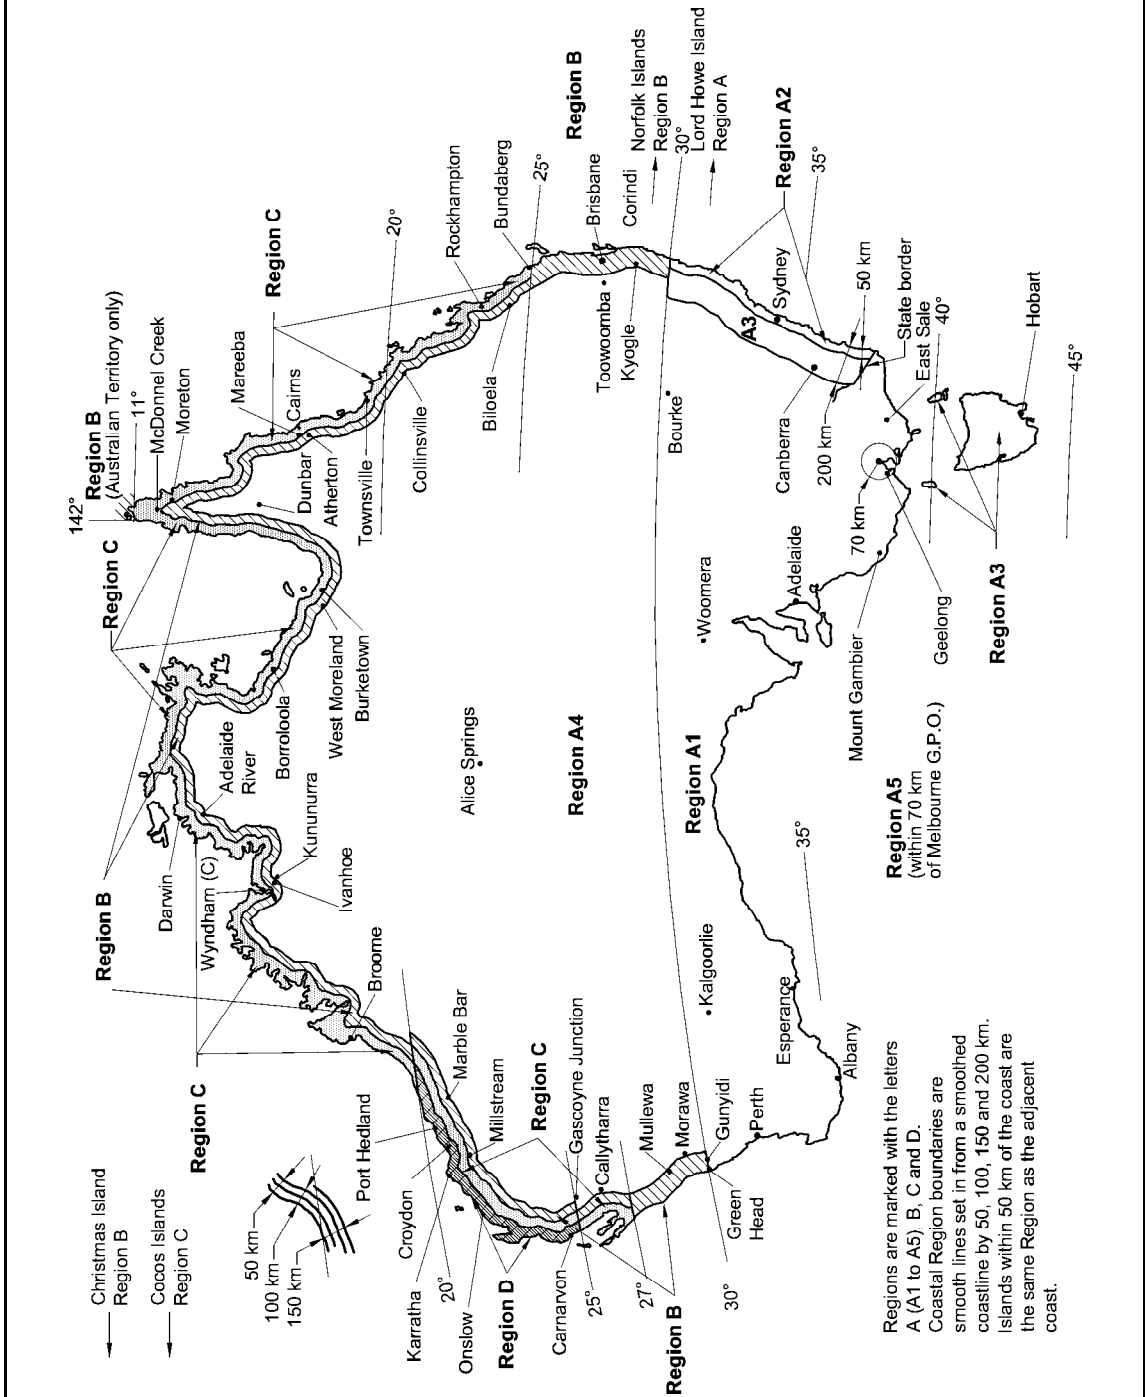 Region B
(Australian Territory only)
142°
11°
McDonnel Creek
Moreton
Region C
Mareeba
Cairns
Region C
20°
Rockhampton
Bundaberg
25°
Region B
Brisbane
Corindi
Norfolk Islands
Region B
30°
Lord Howe Island
Region A
Region A2
35°
Dunbar
Atherton
Townsville
Collinsville
Biloela
Toowoomba
Kyogle
Bourke
A3
Sydney
50 km
State border
East Sale
40°
Canberra
200 km
Hobart
45°
70 km
Region B
Darwin
Adelaide
River
Borroloola
West Moreland
Burketown
Wyndham (C)
Kununurra
Ivanhoe
Broome
Alice Springs
Region A4
Woomera
Adelaide
Mount Gambier
Geelong
Region A3
Region A1
Region A5
(within 70 km
of Melbourne G.P.O.)
35°
Christmas Island
Region B
Cocos Islands
Region C
Region C
50 km
100 km
150 km
Port Hedland
Croydon
Karratha
20°
Onslow
Region D
Carnarvon
25°
27°
Region B
30°
Marble Bar
Millstream
Region C
Gascoyne Junction
Callytharra
Mullewa
Morawa
Gunyidi
Green
Head
Perth
Kalgoorlie
Esperance
Albany
Regions are marked with the letters
A (A1 to A5), B, C and D.
Coastal Region boundaries are
smooth lines set in from a smoothed
coastline by 50, 100, 150 and 200 km.
Islands within 50 km of the coast are
the same Region as the adjacent
coast.